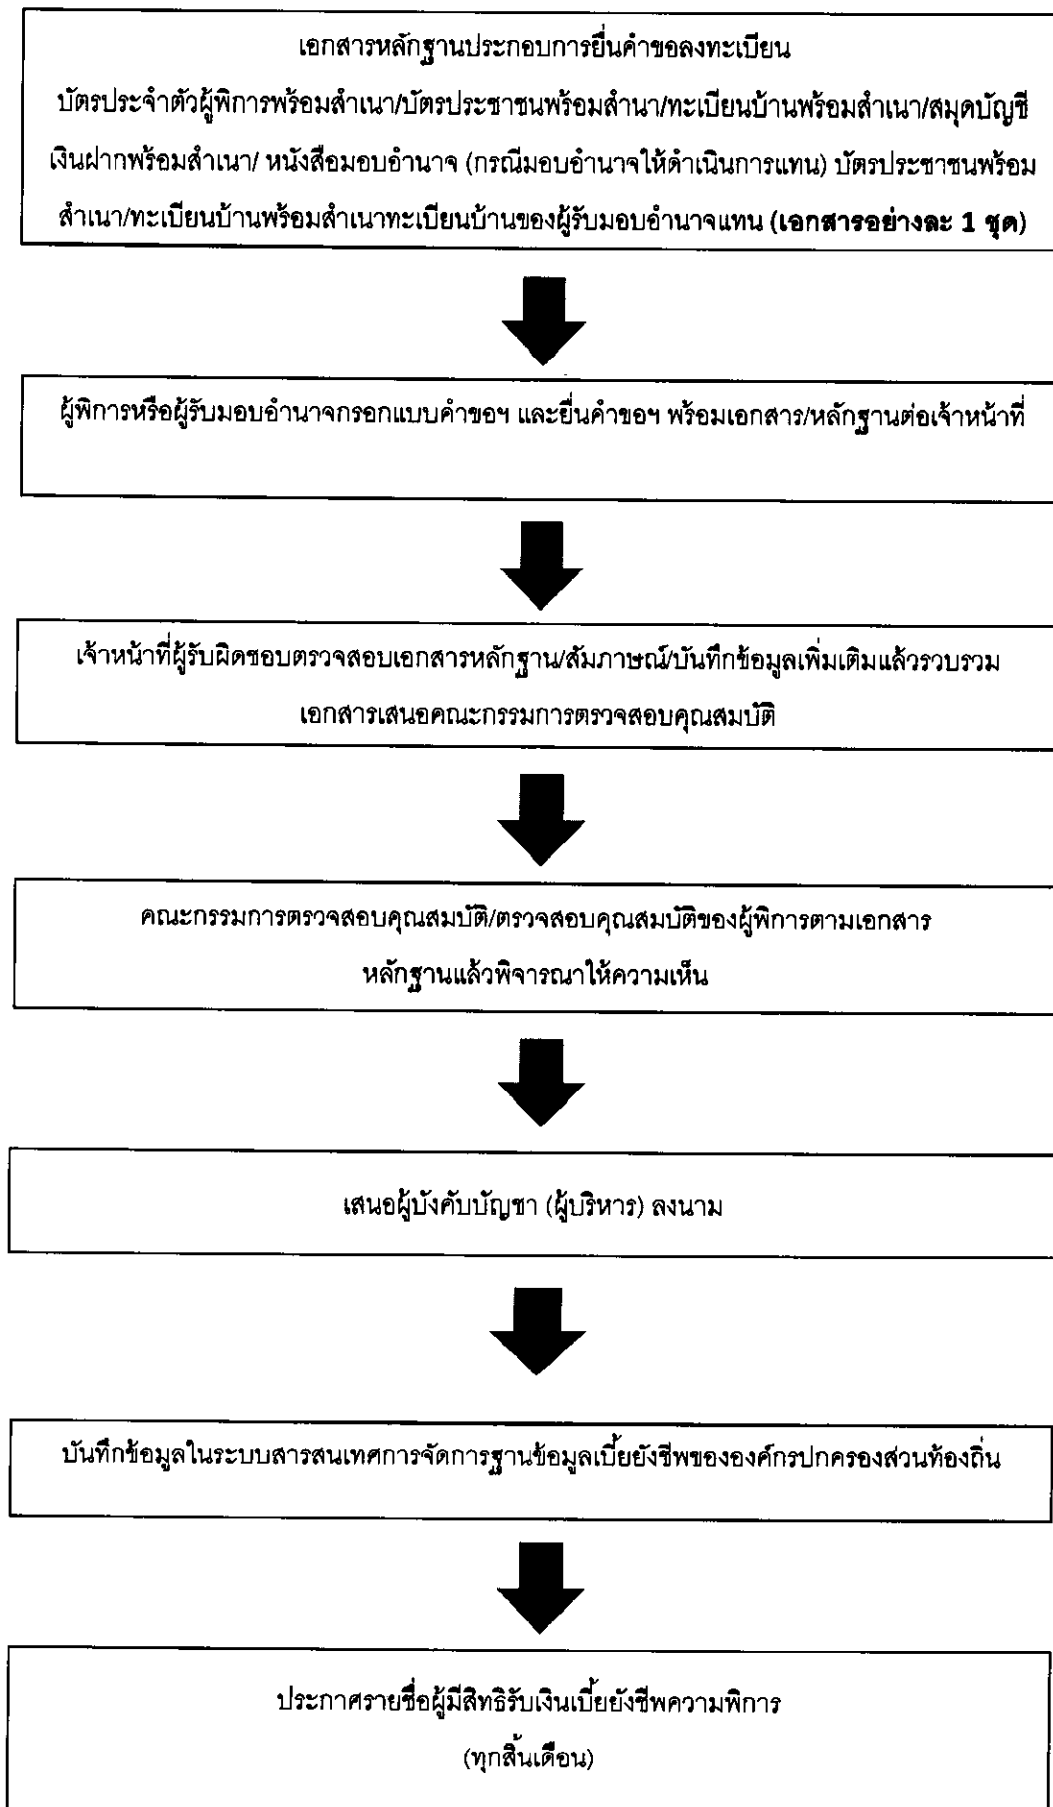 เอกสารหลักฐานประกอบการยื่นคำขอลงทะเบียน
บัตรประจำตัวผู้พิการพร้อมสำเนา/บัตรประชาชนพร้อมสำนา/ทะเบียนบ้านพร้อมสำเนา/สมุดบัญชี
เงินฝากพร้อมสำเนา/ หนังสือมอบอำนาจ (กรณีมอบอำนาจให้ดำเนินการแทน) บัตรประชาชนพร้อม
สำเนา/ทะเบียนบ้านพร้อมสำเนาทะเบียนบ้านของผู้รับมอบอำนาจแทน (เอกสารอย่างละ 1 ชุด)
ผู้พิการหรือผู้รับมอบอำนาจกรอกแบบคำขอฯ และยื่นคำขอฯ พร้อมเอกสาร/หลักฐานต่อเจ้าหน้าที่
เจ้าหน้าที่ผู้รับผิดชอบตรวจสอบเอกสารหลักฐาน/สัมภาษณ์/บันทึกข้อมูลเพิ่มเติมแล้วรวบรวม
เอกสารเสนอคณะกรรมการตรวจสอบคุณสมบัติ
คณะกรรมการตรวจสอบคุณสมบัติ/ตรวจสอบคุณสมบัติของผู้พิการตามเอกสาร
หลักฐานแล้วพิจารณาให้ความเห็น
เสนอผู้บังคับบัญชา (ผู้บริหาร) ลงนาม
บันทึกข้อมูลในระบบสารสนเทศการจัดการฐานข้อมูลเบี้ยยังชีพขององค์กรปกครองส่วนท้องถิ่น
ประกาศรายชื่อผู้มีสิทธิรับเงินเบี้ยยังชีพความพิการ
(ทุกสิ้นเดือน)